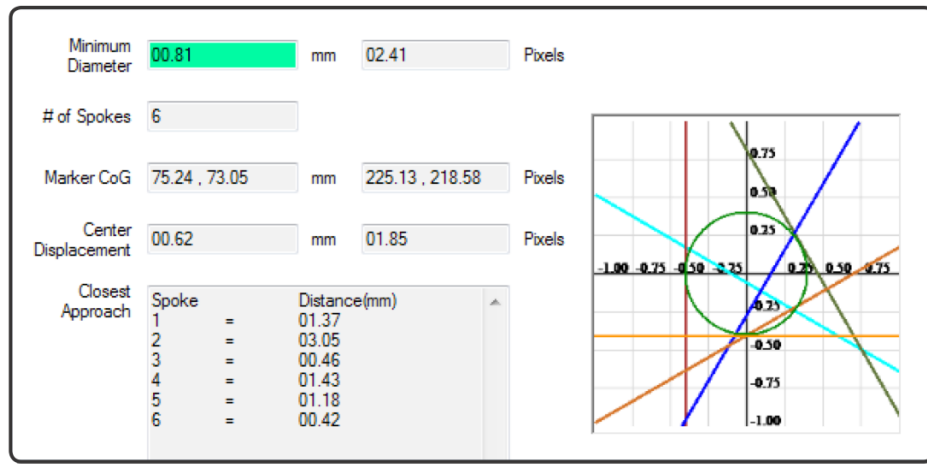 Minimum Diameter 00.81 mm 02.41 Pixels
# of Spokes 6
Marker CoG 75.24 , 73.05 mm 225.13 , 218.58 Pixels
Center Displacement 00.62 mm 01.85 Pixels
Closest Approach
Spoke Distance(mm)
1 = 01.37
2 = 03.05
3 = 00.46
4 = 01.43
5 = 01.18
6 = 00.42
0.75
0.50
0.25
-1.00 -0.75 -0.50 -0.25 0.25 0.50 0.75
-0.25
-0.50
-0.75
-1.00